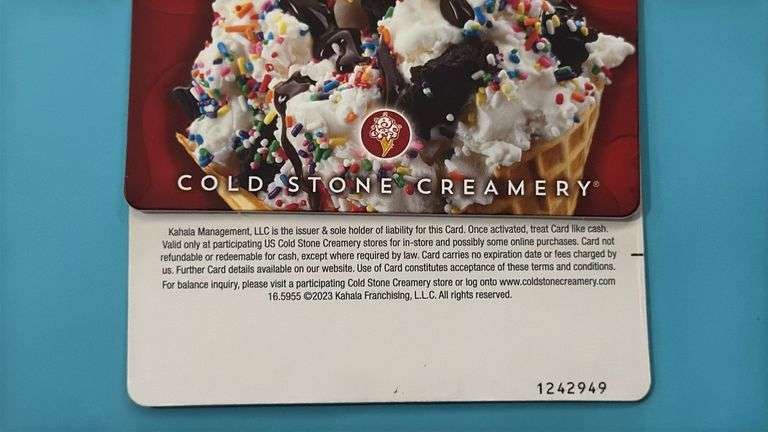 COLD STONE CREAMERY®
Kahala Management, LLC is the issuer & sole holder of liability for this Card. Once activated, treat Card like cash.
Valid only at participating US Cold Stone Creamery stores for in-store and possibly some online purchases. Card not
refundable or redeemable for cash, except where required by law. Card carries no expiration date or fees charged by
us. Further Card details available on our website. Use of Card constitutes acceptance of these terms and conditions.
For balance inquiry, please visit a participating Cold Stone Creamery store or log onto www.coldstonecreamery.com
16.5955 ©2023 Kahala Franchising, L.L.C. All rights reserved.
1242949